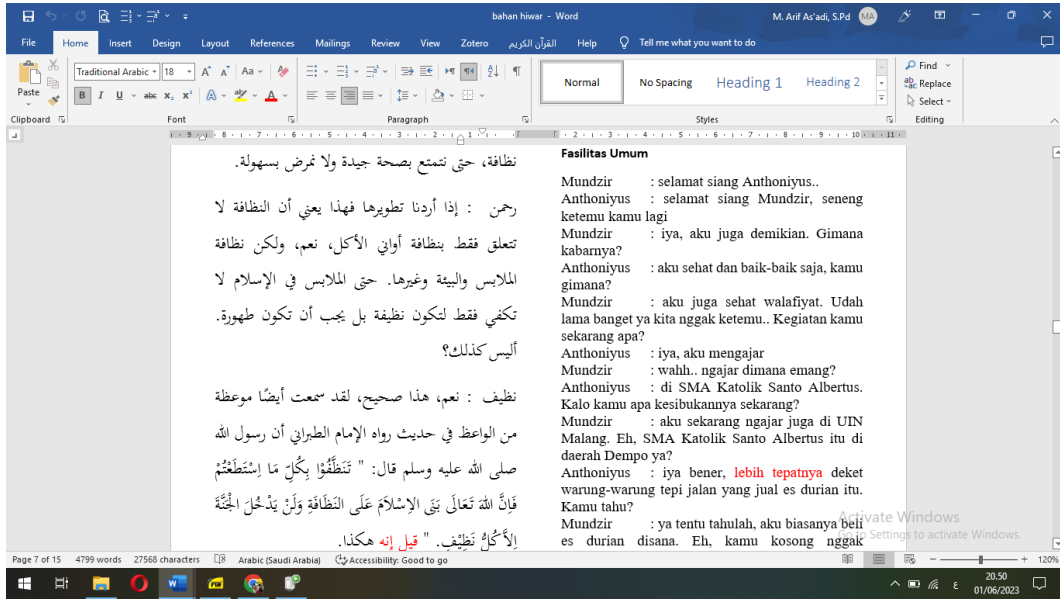 bahan hiwar - Word
M. Arif As'adi, S.Pd
MA
File Home Insert Design Layout References Mailings Review View Zotero القرآن الكريم Help Tell me what you want to do
Paste
Clipboard
Traditional Arabic 18
Font
Paragraph
Normal No Spacing Heading 1 Heading 2
Styles
Find
Replace
Select
Editing
نظافة، حتى نتمتع بصحة جيدة ولا نمرض بسهولة.
رحمن : إذا أردنا تطويرها فهذا يعني أن النظافة لا
تتعلق فقط بنظافة أواني الأكل، نعم، ولكن نظافة
الملابس والبيئة وغيرها. حتى الملابس في الإسلام لا
تكفي فقط لتكون نظيفة بل يجب أن تكون طهورة.
أليس كذلك؟
نظيف : نعم، هذا صحيح، لقد سمعت أيضًا موعظة
من الواعظ في حديث رواه الإمام الطبراني أن رسول الله
صلى الله عليه وسلم قال: " تَنَظَّفُوْا بِكُلِّ مَا اِسْتَطَعْتُمْ
فَاِنَّ اللهَ تَعَالَى بَنَى الاِسْلاَمَ عَلَى النَظَافَةِ وَلَنْ يَدْخُلَ الْجَنَّةَ
اِلاَّ كُلُّ نَظِيْفٍ. " قيل إنه هكذا.
Fasilitas Umum
Mundzir : selamat siang Anthoniyus..
Anthoniyus : selamat siang Mundzir, seneng
ketemu kamu lagi
Mundzir : iya, aku juga demikian. Gimana
kabarnya?
Anthoniyus : aku sehat dan baik-baik saja, kamu
gimana?
Mundzir : aku juga sehat walafiyat. Udah
lama banget ya kita nggak ketemu.. Kegiatan kamu
sekarang apa?
Anthoniyus : iya, aku mengajar
Mundzir : wahh.. ngajar dimana emang?
Anthoniyus : di SMA Katolik Santo Albertus.
Kalo kamu apa kesibukannya sekarang?
Mundzir : aku sekarang ngajar juga di UIN
Malang. Eh, SMA Katolik Santo Albertus itu di
daerah Dempo ya?
Anthoniyus : iya bener, lebih tepatnya deket
warung-warung tepi jalan yang jual es durian itu.
Kamu tahu?
Mundzir : ya tentu tahulah, aku biasanya beli
es durian disana. Eh, kamu kosong nggak
Activate Windows
Go to Settings to activate Windows.
Page 7 of 15 4799 words 27568 characters Arabic (Saudi Arabia) Accessibility: Good to go 120%
20.50
01/06/2023